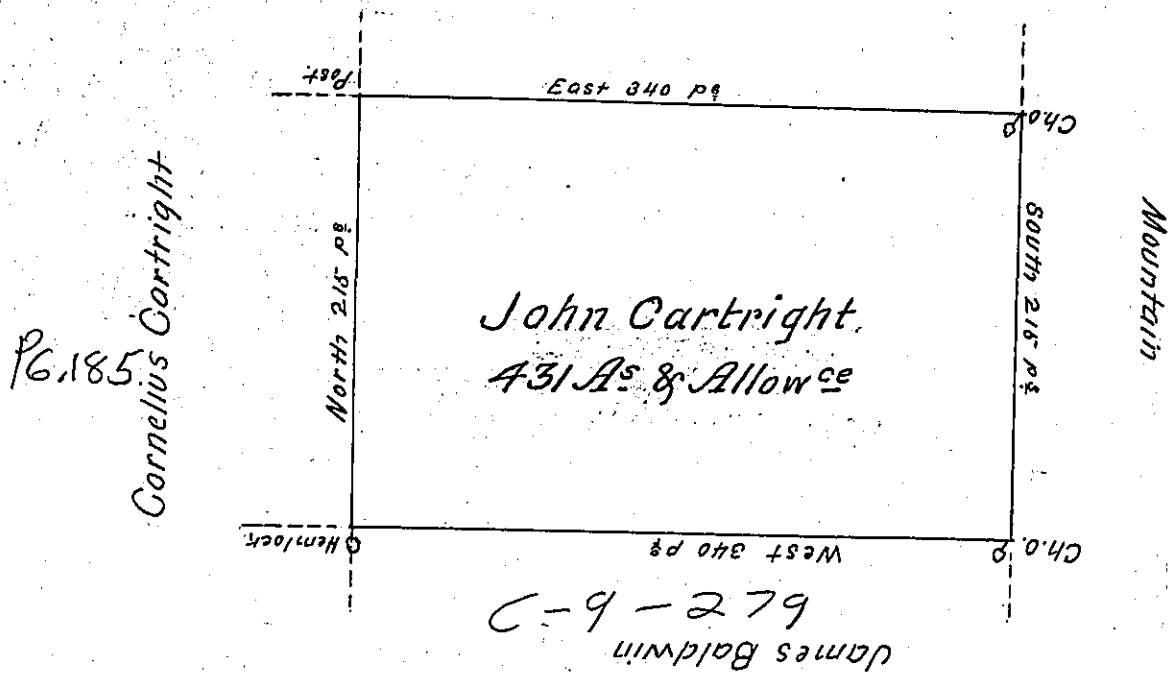 Post
East 340 ps
Ch.O.
Cornelius Cortright
PG.185.
North 215 ps
South 215 ps
Mountain
John Cartright.
431 As & Allowce
Hemlock
West 340 ps
Ch.O.
C-9-279
James Baldwin